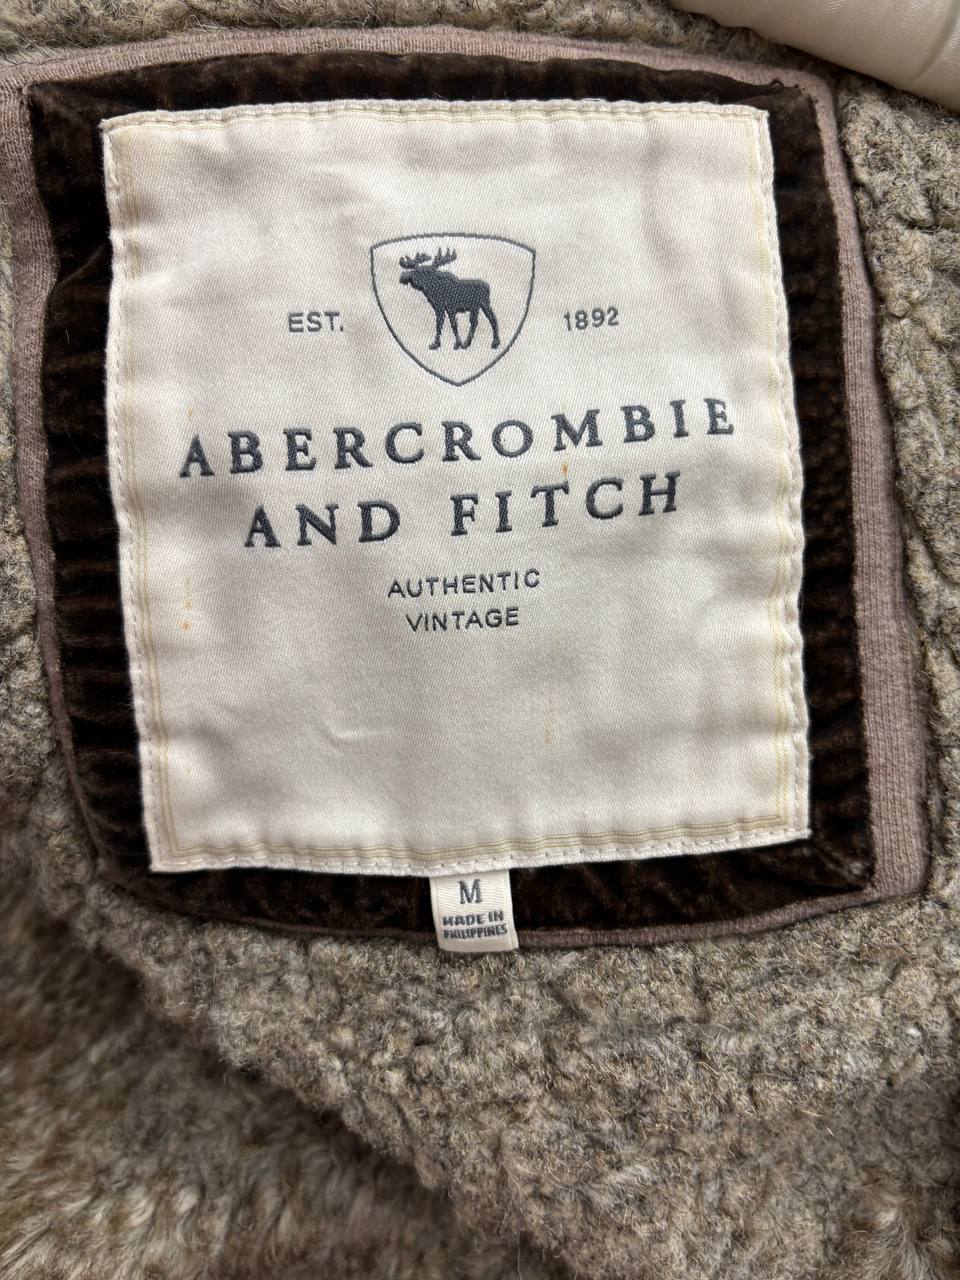 EST. 1892
ABERCROMBIE
AND FITCH
AUTHENTIC
VINTAGE
M
MADE IN
PHILIPPINES